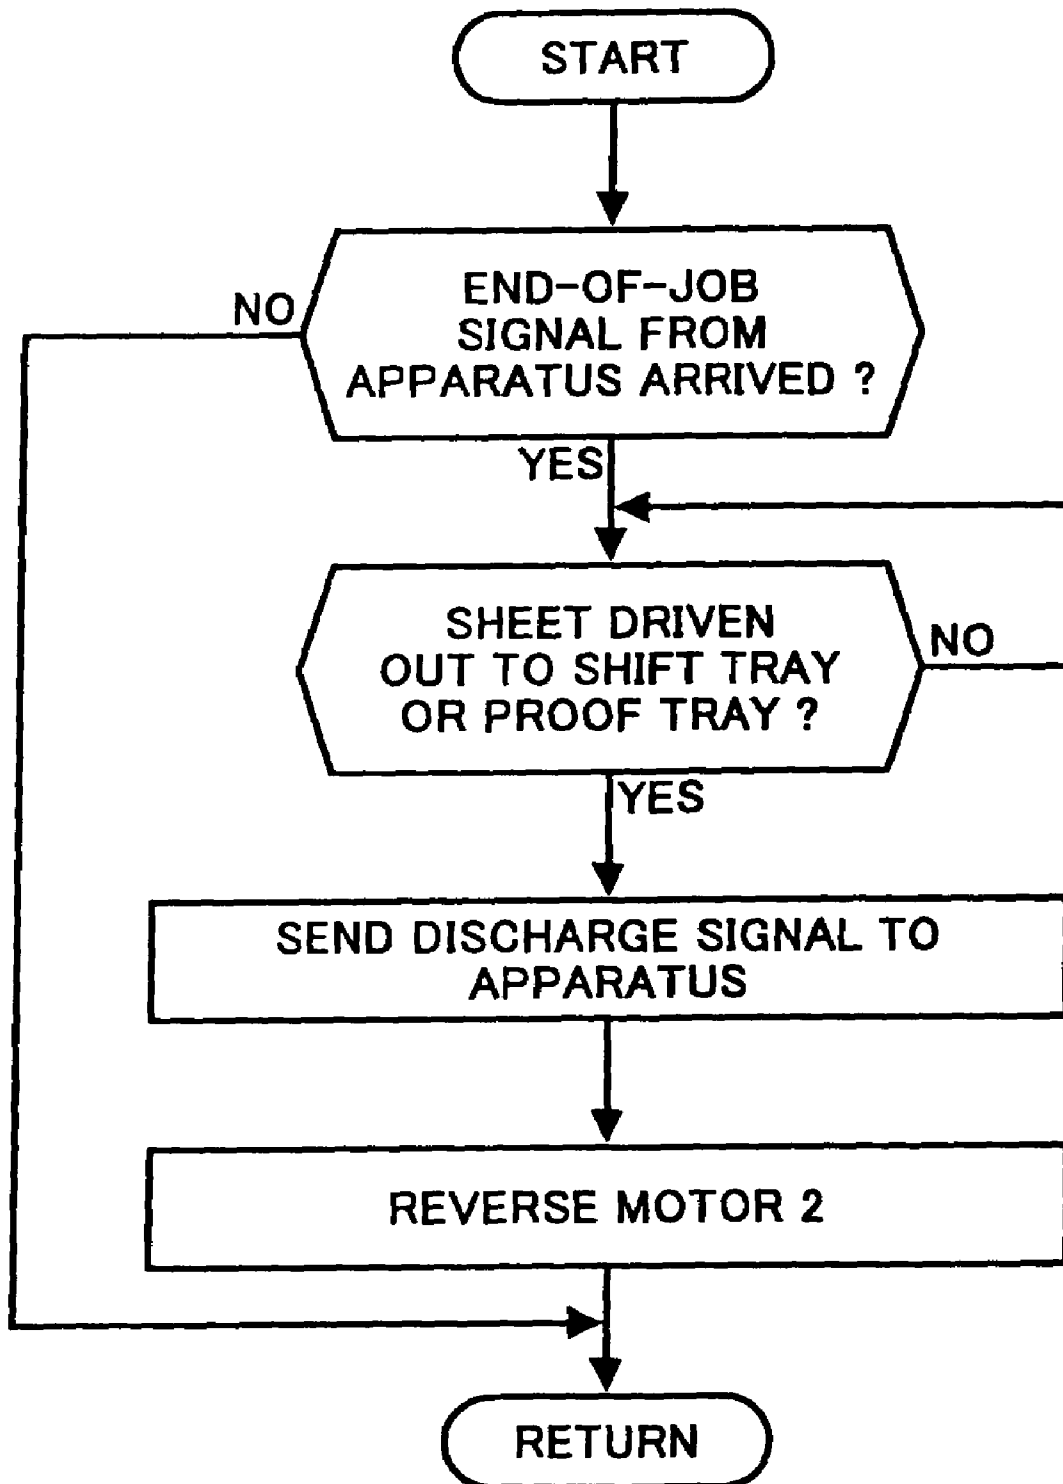 START
END-OF-JOB
SIGNAL FROM
APPARATUS ARRIVED ?
NO
YES
SHEET DRIVEN
OUT TO SHIFT TRAY
OR PROOF TRAY ?
NO
YES
SEND DISCHARGE SIGNAL TO
APPARATUS
REVERSE MOTOR 2
RETURN